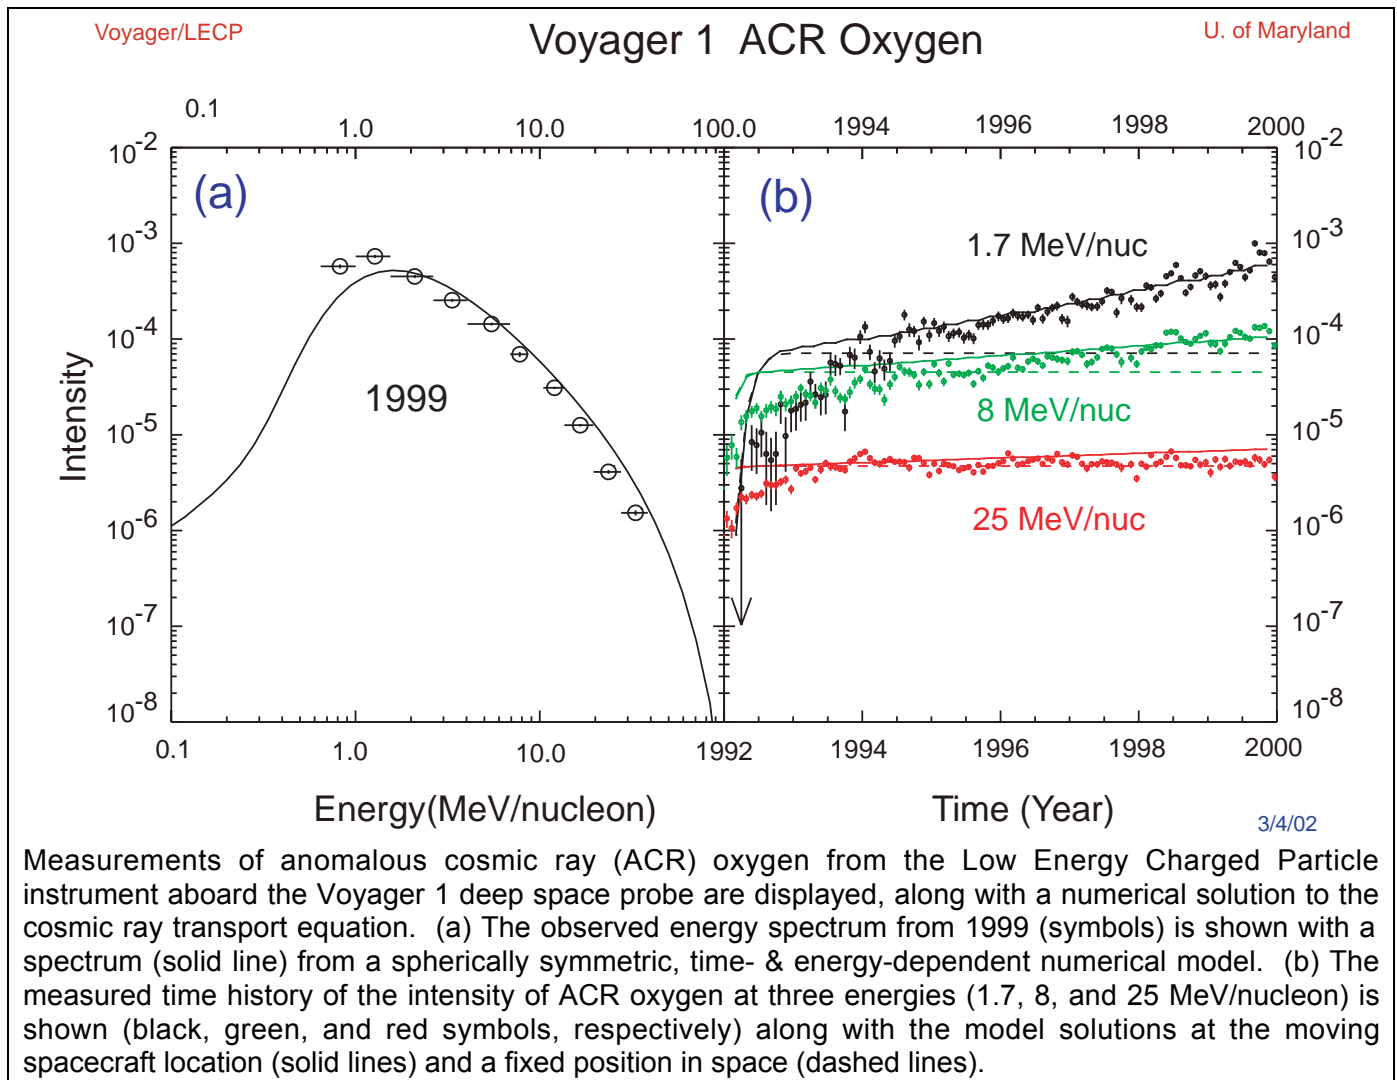 Voyager/LECP
Voyager 1 ACR Oxygen
U. of Maryland
0.1 1.0 10.0 100.0 1994 1996 1998 2000
10-2 (a) (b) 10-2
10-3 1.7 MeV/nuc 10-3
10-4 10-4
1999 8 MeV/nuc
10-5 10-5
25 MeV/nuc
10-6 10-6
10-7 10-7
10-8 10-8
Intensity
0.1 1.0 10.0 1992 1994 1996 1998 2000
Energy(MeV/nucleon) Time (Year)
3/4/02
Measurements of anomalous cosmic ray (ACR) oxygen from the Low Energy Charged Particle
instrument aboard the Voyager 1 deep space probe are displayed, along with a numerical solution to the
cosmic ray transport equation. (a) The observed energy spectrum from 1999 (symbols) is shown with a
spectrum (solid line) from a spherically symmetric, time- & energy-dependent numerical model. (b) The
measured time history of the intensity of ACR oxygen at three energies (1.7, 8, and 25 MeV/nucleon) is
shown (black, green, and red symbols, respectively) along with the model solutions at the moving
spacecraft location (solid lines) and a fixed position in space (dashed lines).